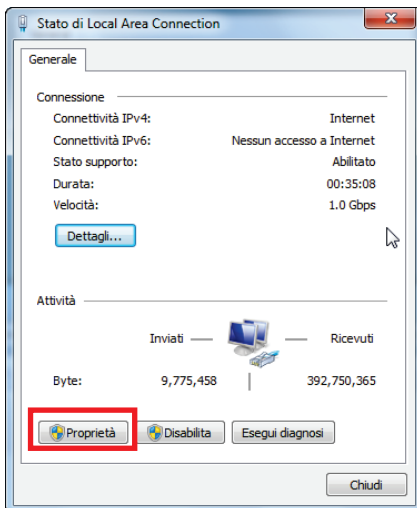 Stato di Local Area Connection
Generale
Connessione
Connettività IPv4: Internet
Connettività IPv6: Nessun accesso a Internet
Stato supporto: Abilitato
Durata: 00:35:08
Velocità: 1.0 Gbps
Dettagli...
Attività
Inviati Ricevuti
Byte: 9,775,458 392,750,365
Proprietà Disabilita Esegui diagnosi
Chiudi